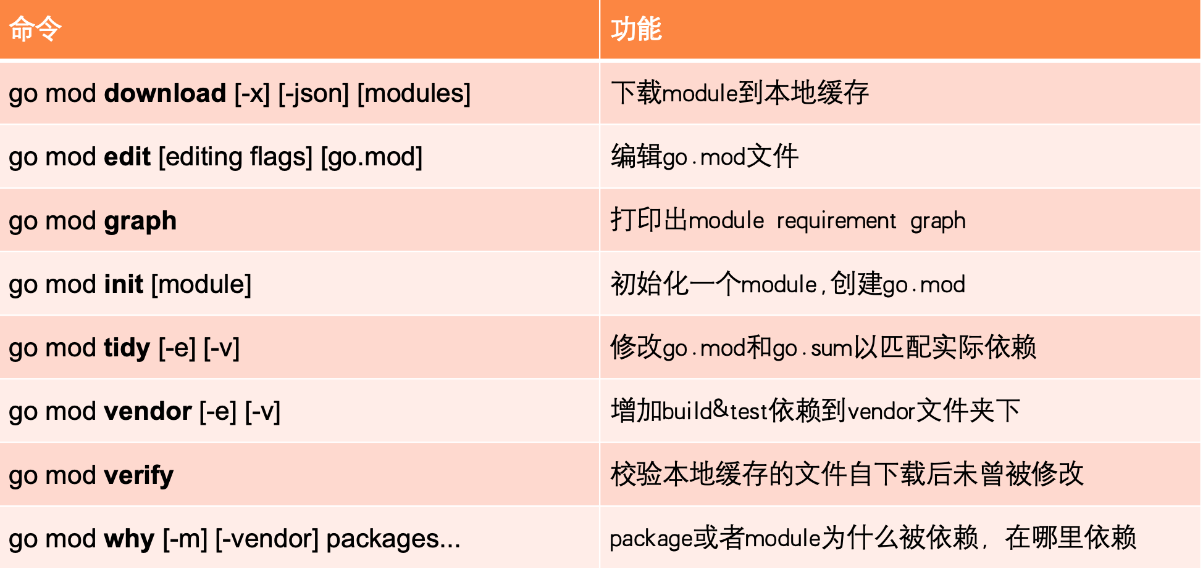 命令 功能
go mod download [-x] [-json] [modules] 下载module到本地缓存
go mod edit [editing flags] [go.mod] 编辑go.mod文件
go mod graph 打印出module requirement graph
go mod init [module] 初始化一个module,创建go.mod
go mod tidy [-e] [-v] 修改go.mod和go.sum以匹配实际依赖
go mod vendor [-e] [-v] 增加build&test依赖到vendor文件夹下
go mod verify 校验本地缓存的文件自下载后未曾被修改
go mod why [-m] [-vendor] packages... package或者module为什么被依赖，在哪里依赖